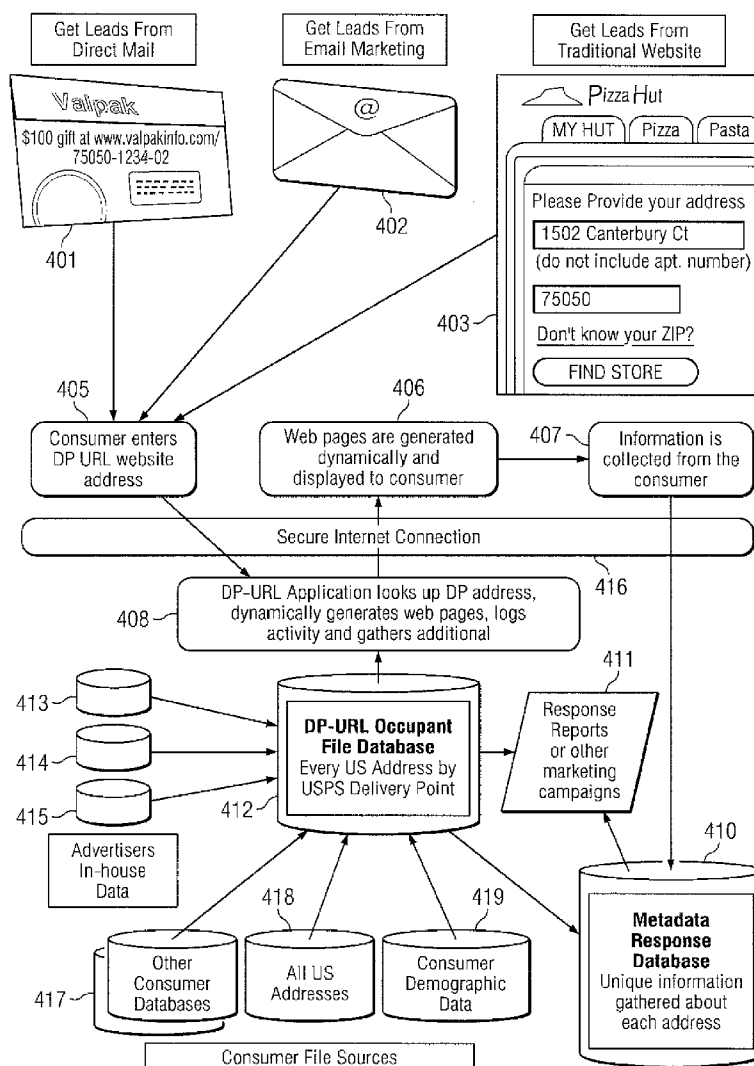 Get Leads From
Direct Mail
Get Leads From
Email Marketing
Get Leads From
Traditional Website
Valpak
$100 gift at www.valpakinfo.com/
75050-1234-02
401
@
402
Pizza Hut
MY HUT
Pizza
Pasta
Please Provide your address
1502 Canterbury Ct
(do not include apt. number)
75050
Don't know your ZIP?
FIND STORE
403
405
Consumer enters
DP URL website
address
406
Web pages are generated
dynamically and
displayed to consumer
407
Information is
collected from the
consumer
Secure Internet Connection
416
408
DP-URL Application looks up DP address,
dynamically generates web pages, logs
activity and gathers additional
413
414
415
Advertisers
In-house
Data
412
DP-URL Occupant
File Database
Every US Address by
USPS Delivery Point
411
Response
Reports
or other
marketing
campaigns
410
Metadada
Response
Database
Unique information
gathered about
each address
417
Other
Consumer
Databases
418
All US
Addresses
419
Consumer
Demographic
Data
Consumer File Sources